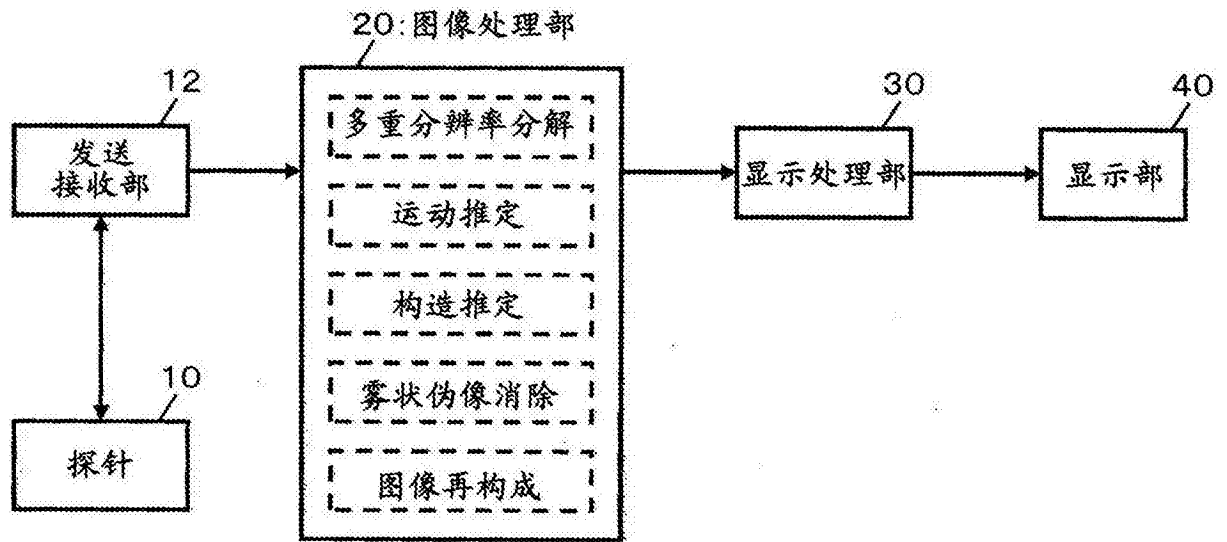 20:图像处理部
12
发送
接收部
10
探针
多重分辨率分解
运动推定
构造推定
雾状伪像消除
图像再构成
30
显示处理部
40
显示部